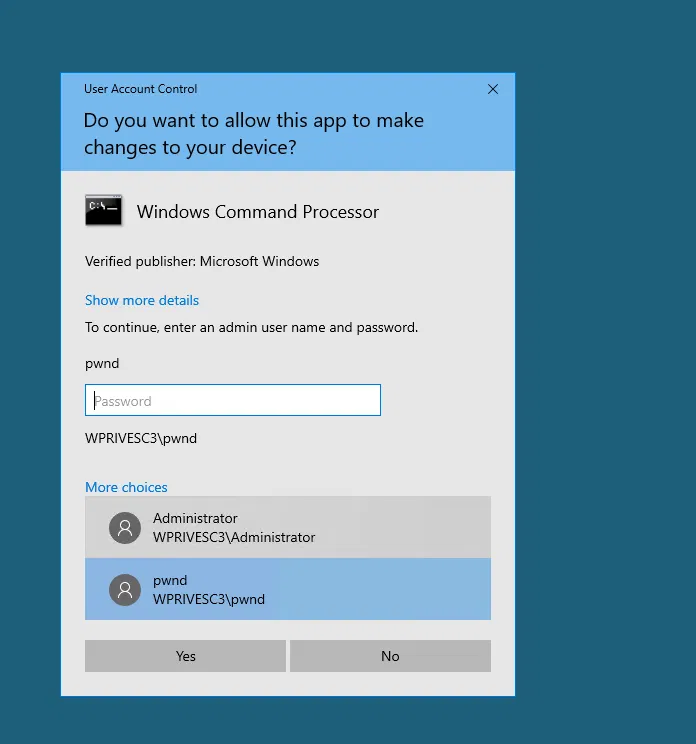 User Account Control
Do you want to allow this app to make
changes to your device?
C:\
Windows Command Processor
Verified publisher: Microsoft Windows
Show more details
To continue, enter an admin user name and password.
pwnd
Password
WPRIVESC3\pwnd
More choices
Administrator
WPRIVESC3\Administrator
pwnd
WPRIVESC3\pwnd
Yes
No